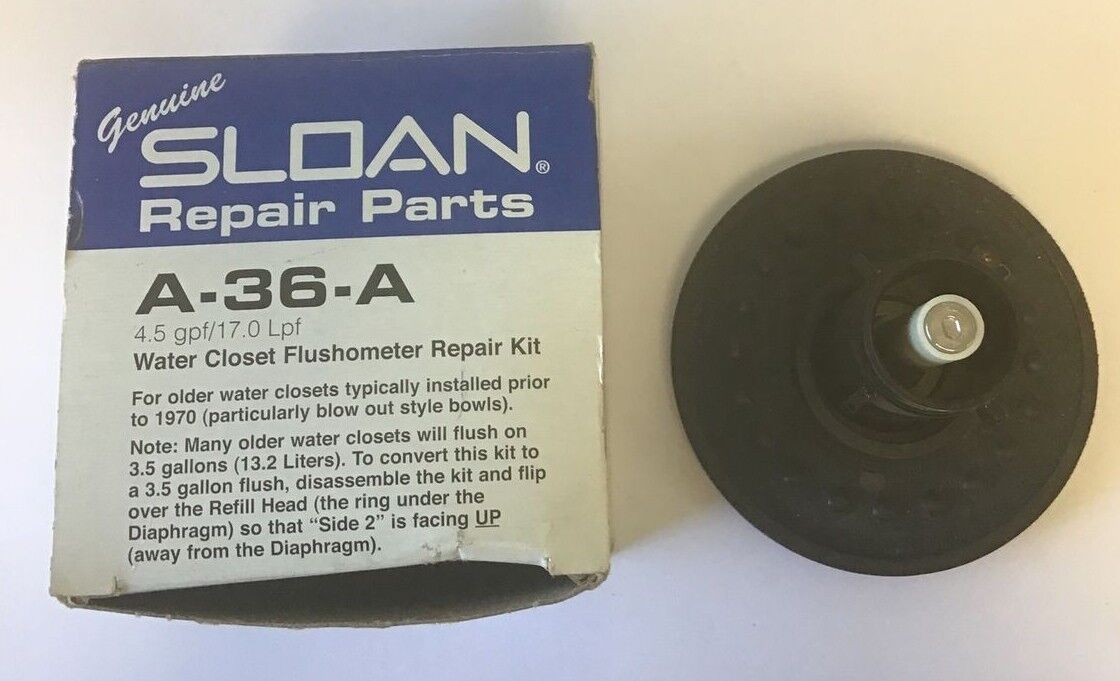 Genuine
SLOAN®
Repair Parts
A-36-A
4.5 gpf/17.0 Lpf
Water Closet Flushometer Repair Kit
For older water closets typically installed prior
to 1970 (particularly blow out style bowls).
Note: Many older water closets will flush on
3.5 gallons (13.2 Liters). To convert this kit to
a 3.5 gallon flush, disassemble the kit and flip
over the Refill Head (the ring under the
Diaphragm) so that “Side 2” is facing UP
(away from the Diaphragm).